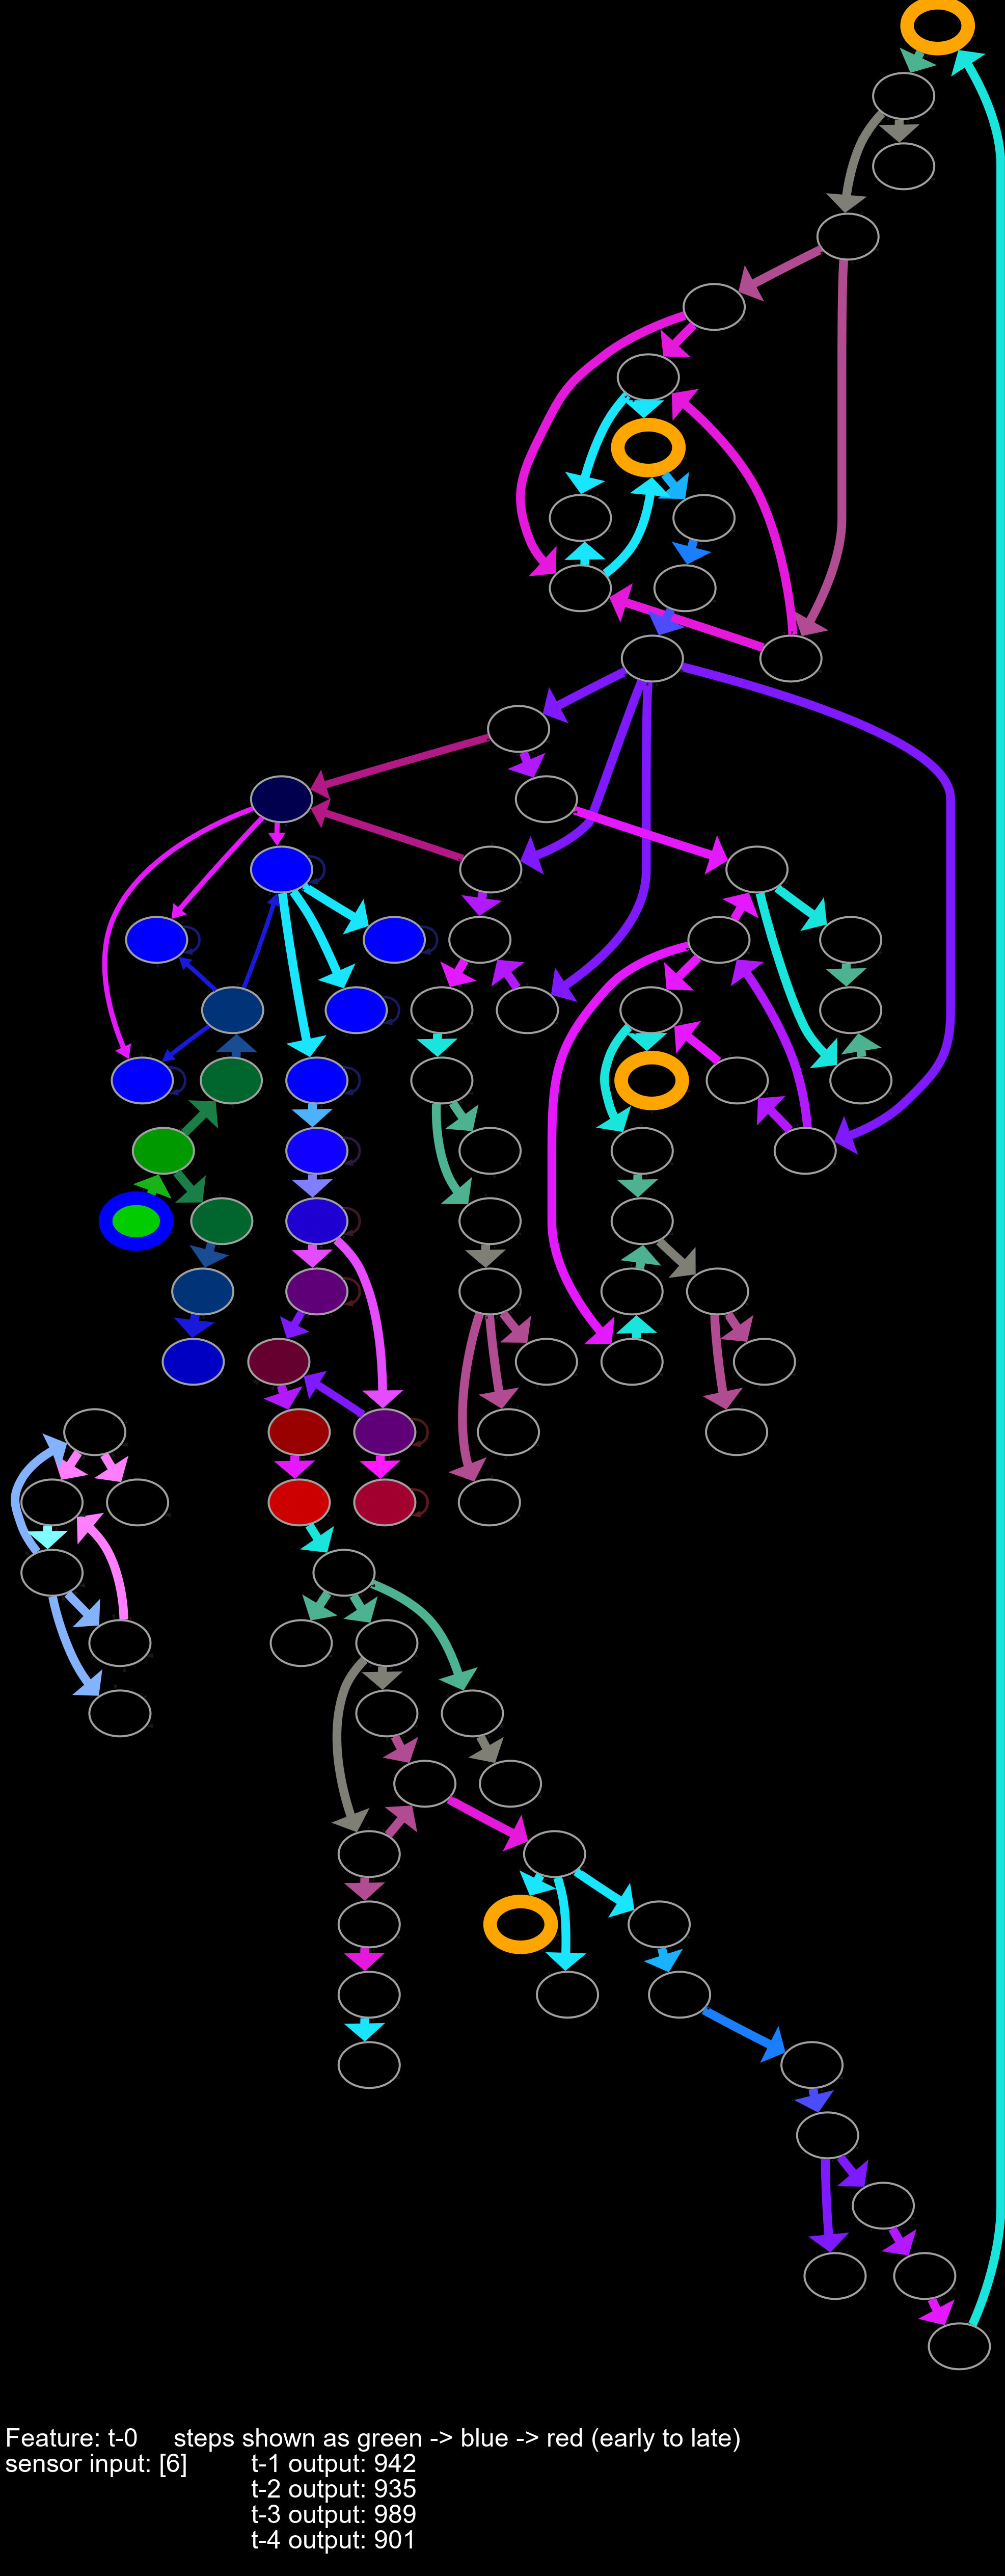 Feature: t-0     steps shown as green -> blue -> red (early to late)
sensor input: [6]         t-1 output: 942
t-2 output: 935
t-3 output: 989
t-4 output: 901